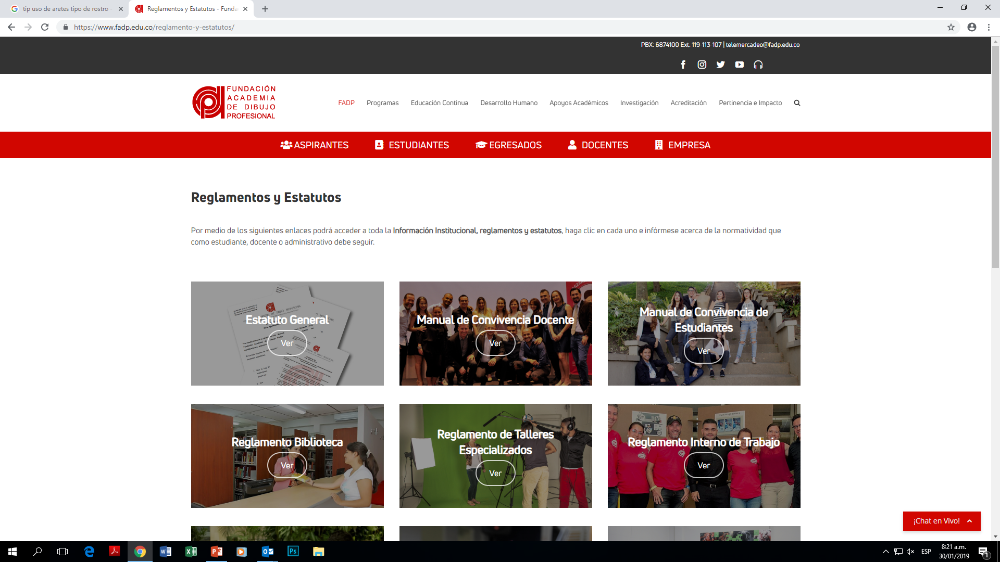 tip uso de aretes tipo de rostro -
Reglamentos y Estatutos - Funda
https://www.fadp.edu.co/reglamento-y-estatutos/
PBX: 6874100 Ext. 119-113-107 | telemercadeo@fadp.edu.co
FUNDACIÓN
ACADEMIA
DE DIBUJO
PROFESIONAL
FADP Programas Educación Continua Desarrollo Humano Apoyos Académicos Investigación Acreditación Pertinencia e Impacto
ASPIRANTES ESTUDIANTES EGRESADOS DOCENTES EMPRESA
Reglamentos y Estatutos
Por medio de los siguientes enlaces podrá acceder a toda la Información Institucional, reglamentos y estatutos, haga clic en cada uno e infórmese acerca de la normatividad que
como estudiante, docente o administrativo debe seguir.
Estatuto General
Ver
Manual de Convivencia Docente
Ver
Manual de Convivencia de
Estudiantes
Ver
Reglamento Biblioteca
Ver
Reglamento de Talleres
Especializados
Ver
Reglamento Interno de Trabajo
Ver
¡Chat en Vivo!
ESP
8:21 a.m.
30/01/2019
1